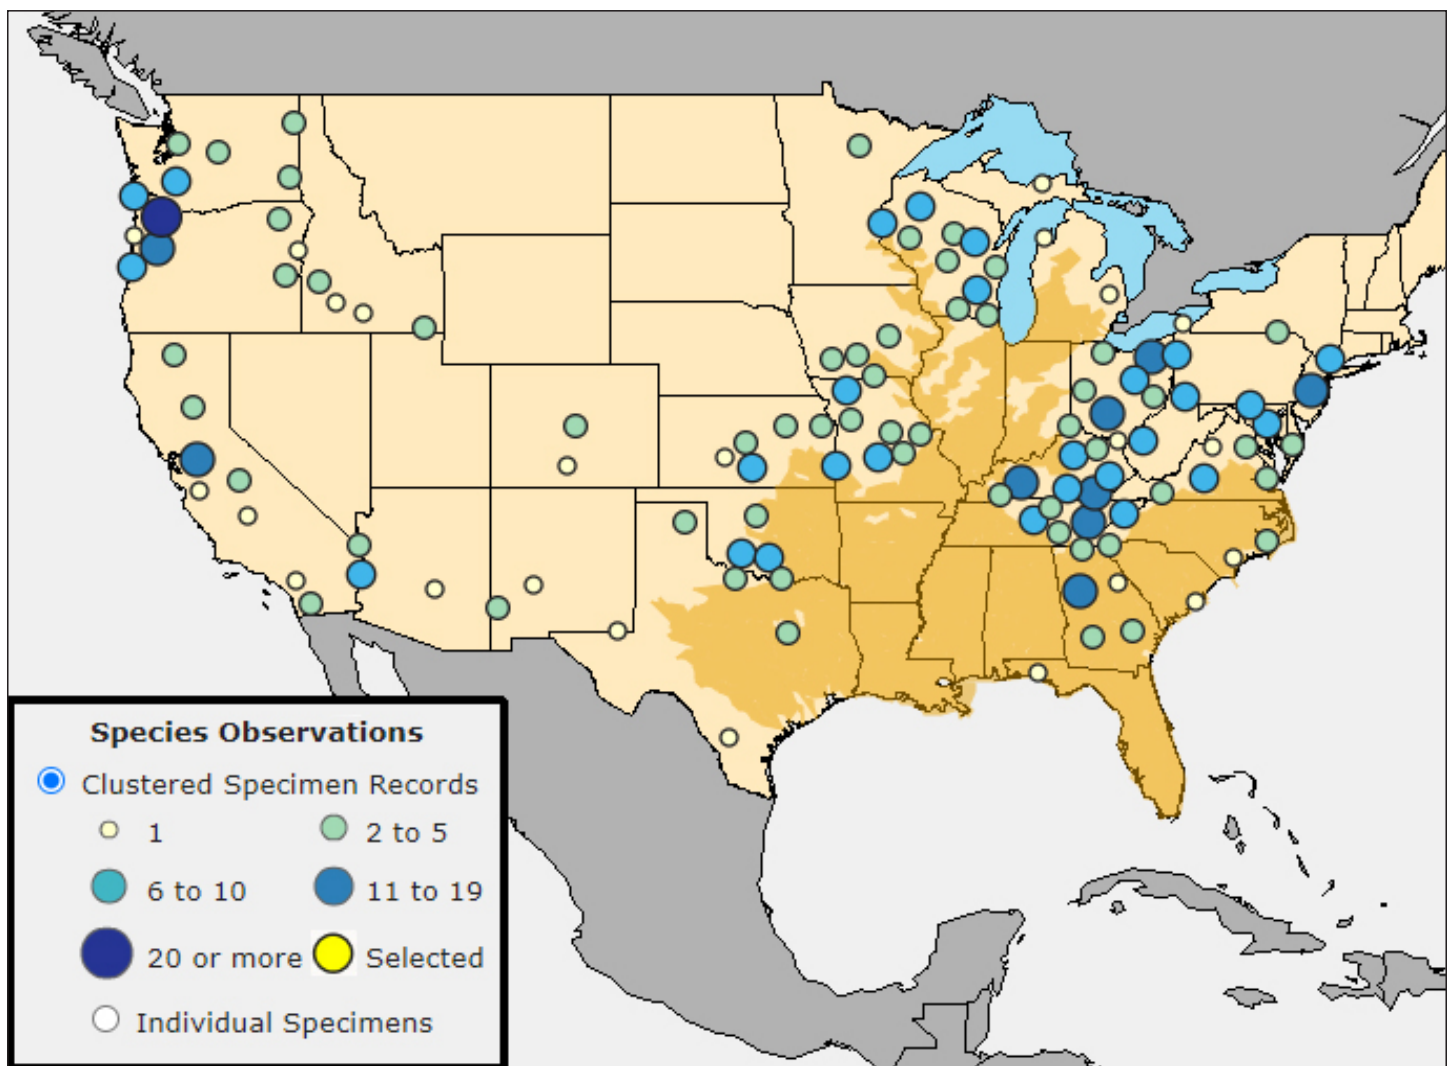 Species Observations
Clustered Specimen Records
1 2 to 5
6 to 10 11 to 19
20 or more Selected
Individual Specimens